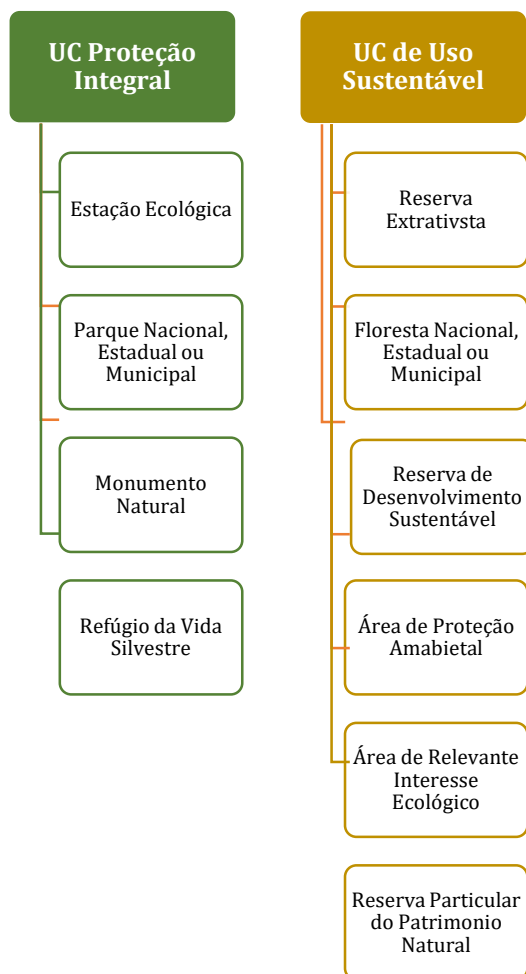 UC Proteção
Integral
Estação Ecológica
Parque Nacional,
Estadual ou
Municipal
Monumento
Natural
Refúgio da Vida
Silvestre
UC de Uso
Sustentável
Reserva
Extrativsta
Floresta Nacional,
Estadual ou
Municipal
Reserva de
Desenvolvimento
Sustentável
Área de Proteção
Amabietal
Área de Relevante
Interesse
Ecológico
Reserva Particular
do Patrimonio
Natural